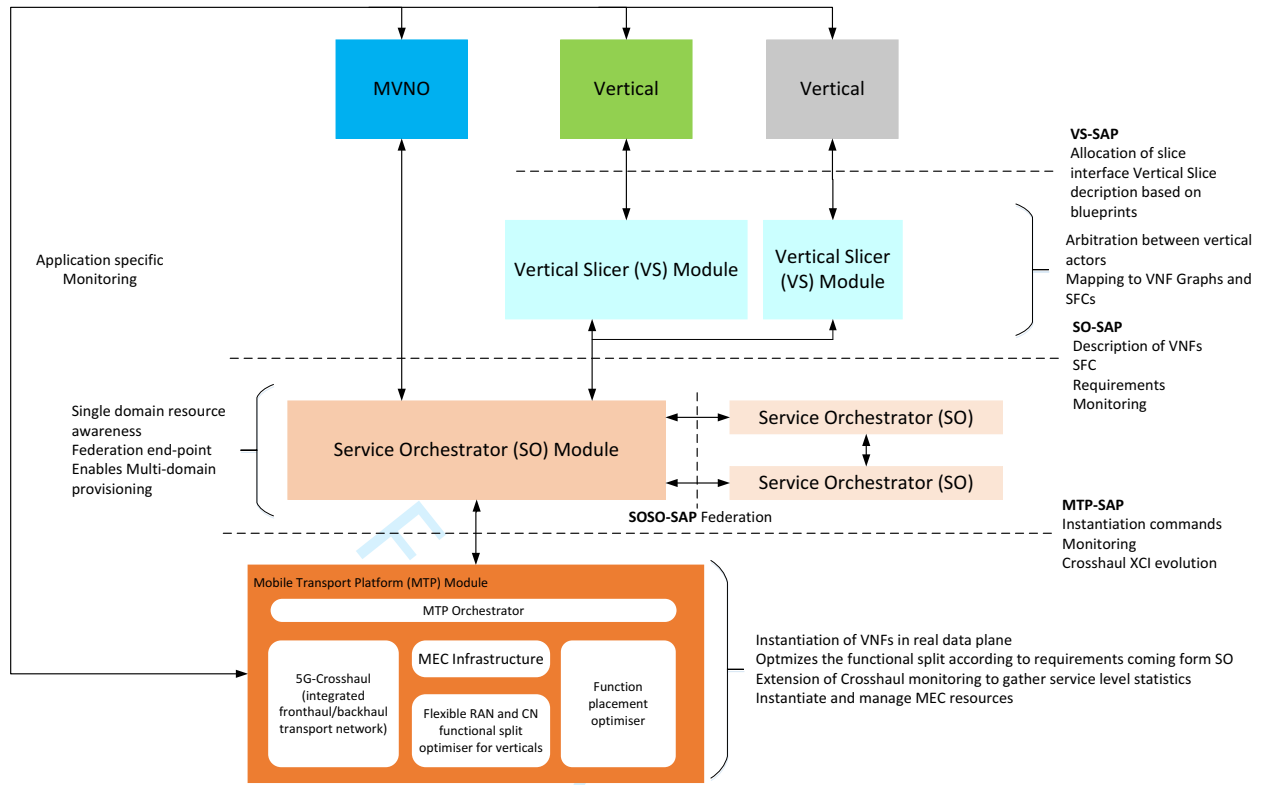 MVNO
Vertical
Vertical
VS-SAP
Allocation of slice
interface Vertical Slice
decription based on
blueprints
Application specific
Monitoring
Vertical Slicer (VS) Module
Vertical Slicer
(VS) Module
Arbitration between vertical
actors
Mapping to VNF Graphs and
SFCs
SO-SAP
Description of VNFs
SFC
Requirements
Monitoring
Single domain resource
awareness
Federation end-point
Enables Multi-domain
provisioning
Service Orchestrator (SO) Module
Service Orchestrator (SO)
Service Orchestrator (SO)
SOSO-SAP Federation
MTP-SAP
Instantiation commands
Monitoring
Crosshaul XCI evolution
F
Mobile Transport Platform (MTP) Module
MTP Orchestrator
5G-Crosshaul
(integrated
fronthaul/backhaul
transport network)
MEC Infrastructure
Flexible RAN and CN
functional split
optimiser for verticals
Function
placement
optimiser
Instantiation of VNFs in real data plane
Optmizes the functional split according to requirements coming form SO
Extension of Crosshaul monitoring to gather service level statistics
Instantiate and manage MEC resources